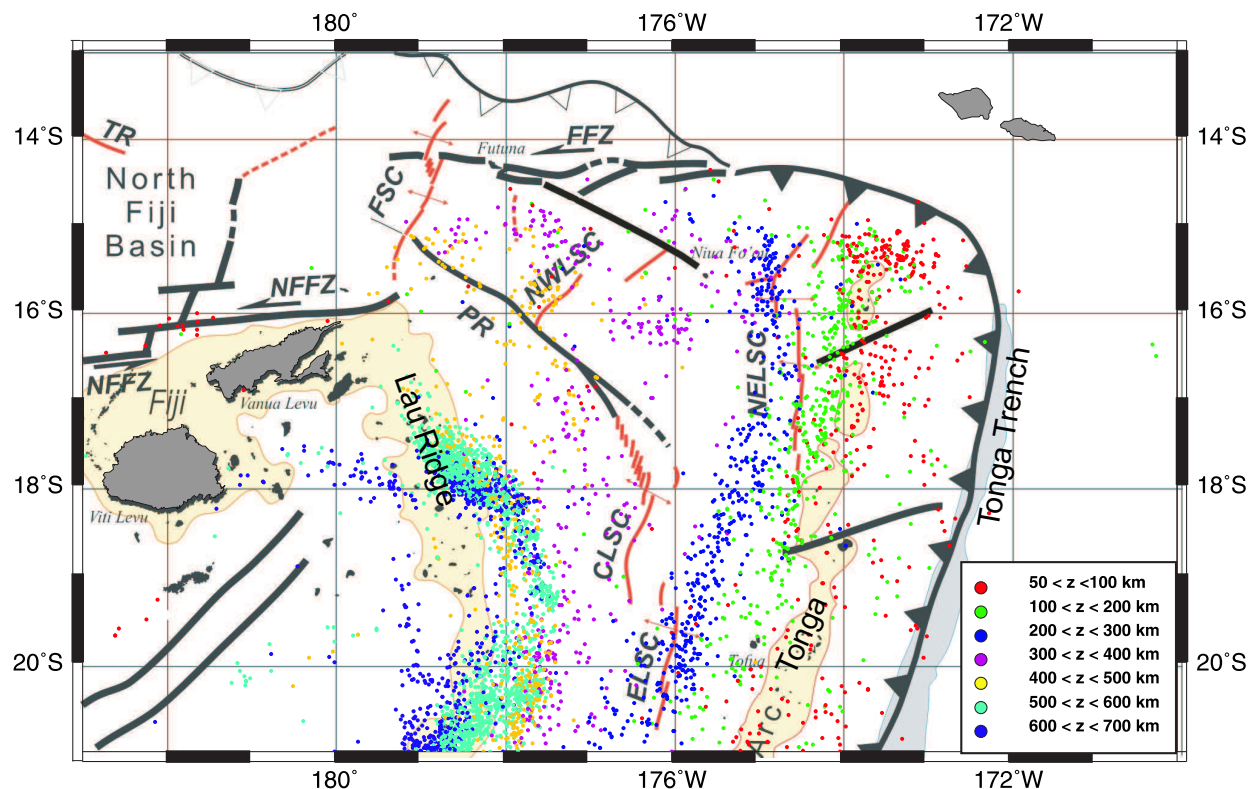 180°
176°W
172°W
14°S
14°S
TR
FFZ
Futuna
North
Fiji
Basin
FSC
NWLSC
Niua Fo'ou
NFFZ
16°S
16°S
PR
NFFZ
Fiji
Vanua Levu
NELSC
Lau Ridge
Tonga Trench
18°S
18°S
Viti Levu
CLSC
50 < z <100 km
100 < z < 200 km
200 < z < 300 km
300 < z < 400 km
400 < z < 500 km
500 < z < 600 km
600 < z < 700 km
20°S
20°S
ELSC
Tofua
Tonga
Arc
180°
176°W
172°W